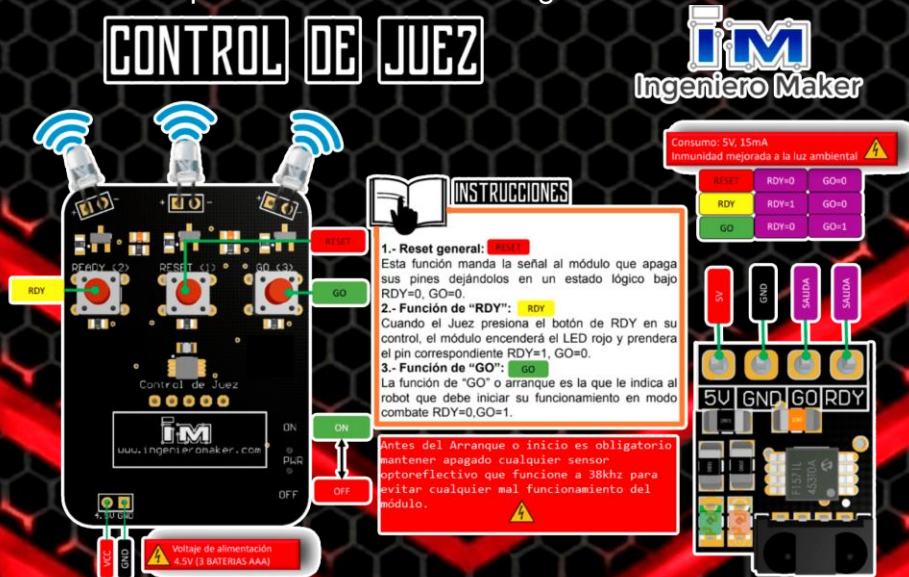 CONTROL DE JUEZ
iM
Ingeniero Maker
Consumo: 5V, 15mA
Inmunidad mejorada a la luz ambiental
RESET RDY=0 GO=0
RDY RDY=1 GO=0
GO RDY=0 GO=1
INSTRUCCIONES
1.- Reset general: RESET
Esta función manda la señal al módulo que apaga
sus pines dejándolos en un estado lógico bajo
RDY=0, GO=0.
2.- Función de “RDY”: RDY
Cuando el Juez presiona el botón de RDY en su
control, el módulo encenderá el LED rojo y prendera
el pin correspondiente RDY=1, GO=0.
3.- Función de “GO”: GO
La función de “GO” o arranque es la que le indica al
robot que debe iniciar su funcionamiento en modo
combate RDY=0,GO=1.
Antes del Arranque o inicio es obligatorio
mantener apagado cualquier sensor
optoreflectivo que funcione a 38khz para
evitar cualquier mal funcionamiento del
módulo.
READY (2) RESET (1) GO (3)
RESET
RDY
GO
Control de Juez
iM
www.ingenieromaker.com
ON
PWR
OFF
ON
OFF
4.5V GND
VCC
GND
Voltaje de alimentación
4.5V (3 BATERIAS AAA)
5V
GND
SALIDA
SALIDA
5V GND GO RDY
F1571L